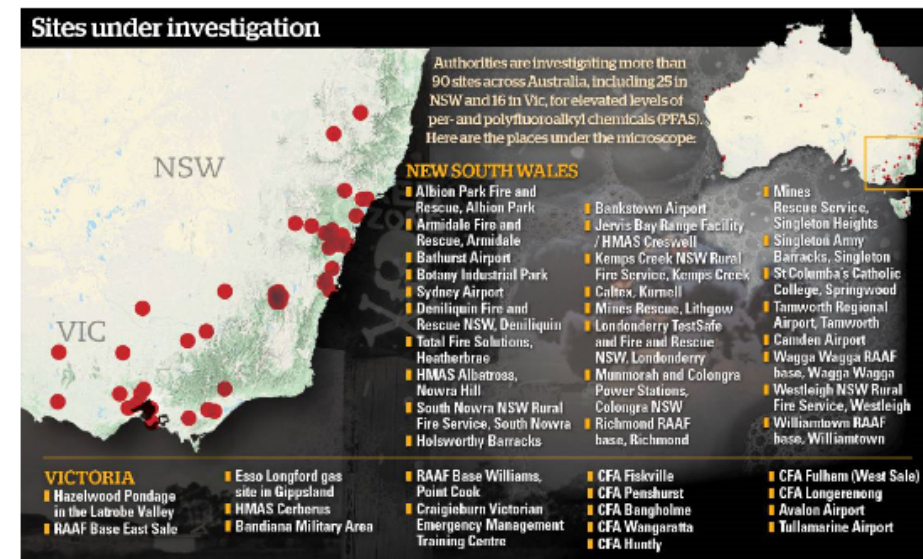 Sites under investigation
Authorities are investigating more than
90 sites across Australia, including 25 in
NSW and 16 in Vic, for elevated levels of
per- and polyfluoroalkyl chemicals (PFAS).
Here are the places under the microscope:
NSW
VIC
NEW SOUTH WALES
Albion Park Fire and
Rescue, Albion Park
Armidale Fire and
Rescue, Armidale
Bathurst Airport
Botany Industrial Park
Sydney Airport
Deniliquin Fire and
Rescue NSW, Deniliquin
Total Fire Solutions,
Heatherbrae
HMAS Albatross,
Nowra Hill
South Nowra NSW Rural
Fire Service, South Nowra
Holsworthy Barracks
Bankstown Airport
Jervis Bay Range Facility
/ HMAS Creswell
Kemps Creek NSW Rural
Fire Service, Kemps Creek
Caltex, Kurnell
Mines Rescue, Lithgow
Londonderry TestSafe
and Fire and Rescue
NSW, Londonderry
Munmorah and Colongra
Power Stations,
Colongra NSW
Richmond RAAF
base, Richmond
Mines
Rescue Service,
Singleton Heights
Singleton Army
Barracks, Singleton
St Columba's Catholic
College, Springwood
Tamworth Regional
Airport, Tamworth
Camden Airport
Wagga Wagga RAAF
base, Wagga Wagga
Westleigh NSW Rural
Fire Service, Westleigh
Williamtown RAAF
base, Williamtown
VICTORIA
Hazelwood Pondage
in the Latrobe Valley
RAAF Base East Sale
Esso Longford gas
site in Gippsland
HMAS Cerberus
Bandiana Military Area
RAAF Base Williams,
Point Cook
Craigieburn Victorian
Emergency Management
Training Centre
CFA Fiskville
CFA Penshurst
CFA Bangholme
CFA Wangaratta
CFA Huntly
CFA Fulham (West Sale)
CFA Longerenong
Avalon Airport
Tullamarine Airport